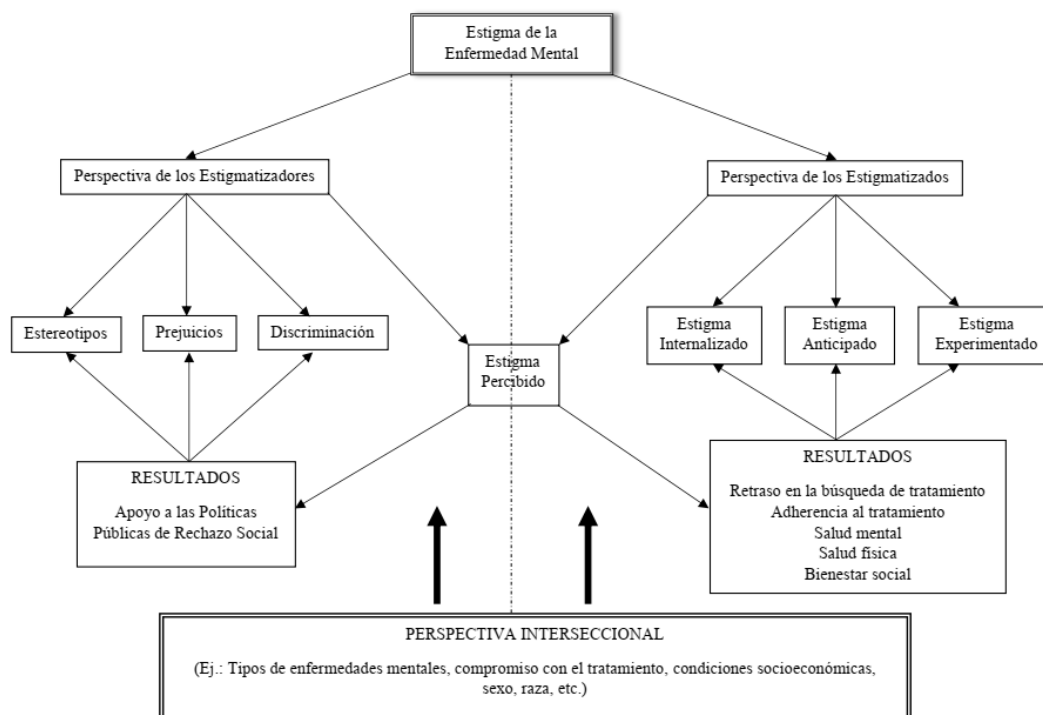 Estigma de la
Enfermedad Mental
Perspectiva de los Estigmatizadores
Perspectiva de los Estigmatizados
Estereotipos
Prejuicios
Discriminación
Estigma
Percibido
Estigma
Internalizado
Estigma
Anticipado
Estigma
Experimentado
RESULTADOS
Apoyo a las Políticas
Públicas de Rechazo Social
RESULTADOS
Retraso en la búsqueda de tratamiento
Adherencia al tratamiento
Salud mental
Salud física
Bienestar social
PERSPECTIVA INTERSECCIONAL
(Ej.: Tipos de enfermedades mentales, compromiso con el tratamiento, condiciones socioeconómicas,
sexo, raza, etc.)